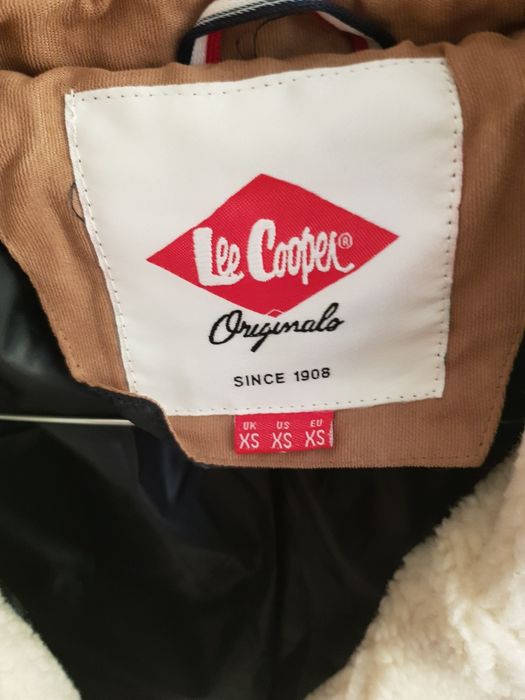 Lee Cooper®
Originals
SINCE 1908
UK US EU
XS XS XS